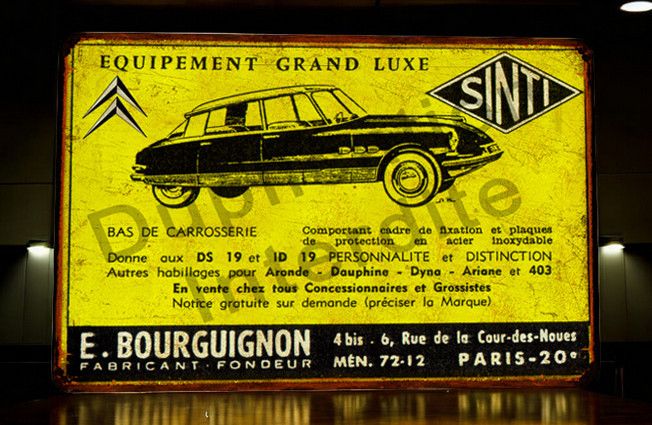 EQUIPEMENT GRAND LUXE
SINTI
BAS DE CARROSSERIE
Comportant cadre de fixation et plaques
de protection en acier inoxydable
Donne aux DS 19 et ID 19 PERSONNALITE et DISTINCTION
Autres habillages pour Aronde - Dauphine - Dyna - Ariane et 403
En vente chez tous Concessionnaires et Grossistes
Notice gratuite sur demande (préciser la Marque)
E. BOURGUIGNON
FABRICANT - FONDEUR
4 bis - 6, Rue de la Cour-des-Noues
MÉN. 72-12 PARIS-20e
Interdite